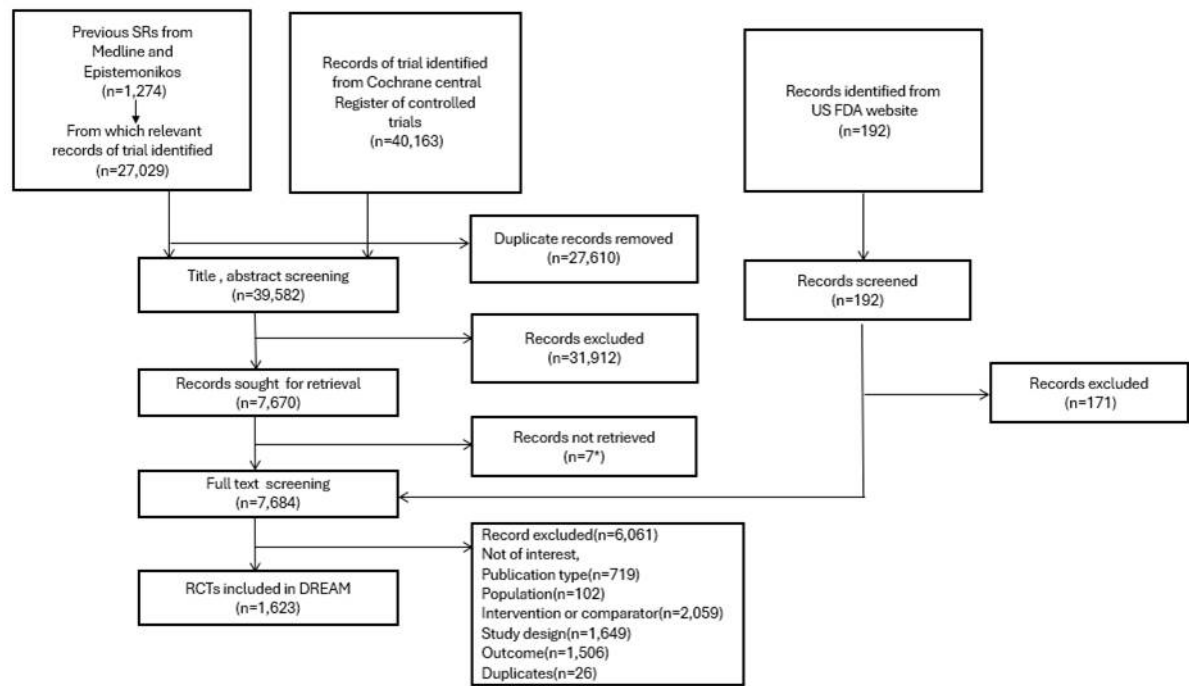 Previous SRs from
Medline and
Epistemonikos
(n=1,274)
From which relevant
records of trial identified
(n=27,029)
Records of trial identified
from Cochrane central
Register of controlled
trials
(n=40,163)
Records identified from
US FDA website
(n=192)
Duplicate records removed
(n=27,610)
Title , abstract screening
(n=39,582)
Records screened
(n=192)
Records excluded
(n=31,912)
Records sought for retrieval
(n=7,670)
Records excluded
(n=171)
Records not retrieved
(n=7*)
Full text screening
(n=7,684)
Record excluded(n=6,061)
Not of interest,
Publication type(n=719)
Population(n=102)
Intervention or comparator(n=2,059)
Study design(n=1,649)
Outcome(n=1,506)
Duplicates(n=26)
RCTs included in DREAM
(n=1,623)